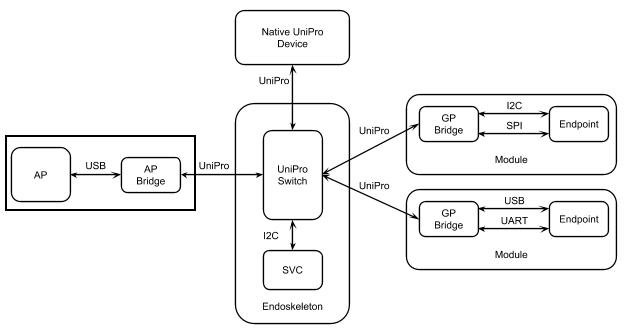 Native UniPro
Device
UniPro
AP
USB
AP
Bridge
UniPro
UniPro
Switch
I2C
SVC
Endoskeleton
UniPro
GP
Bridge
I2C
SPI
Endpoint
Module
UniPro
GP
Bridge
USB
UART
Endpoint
Module